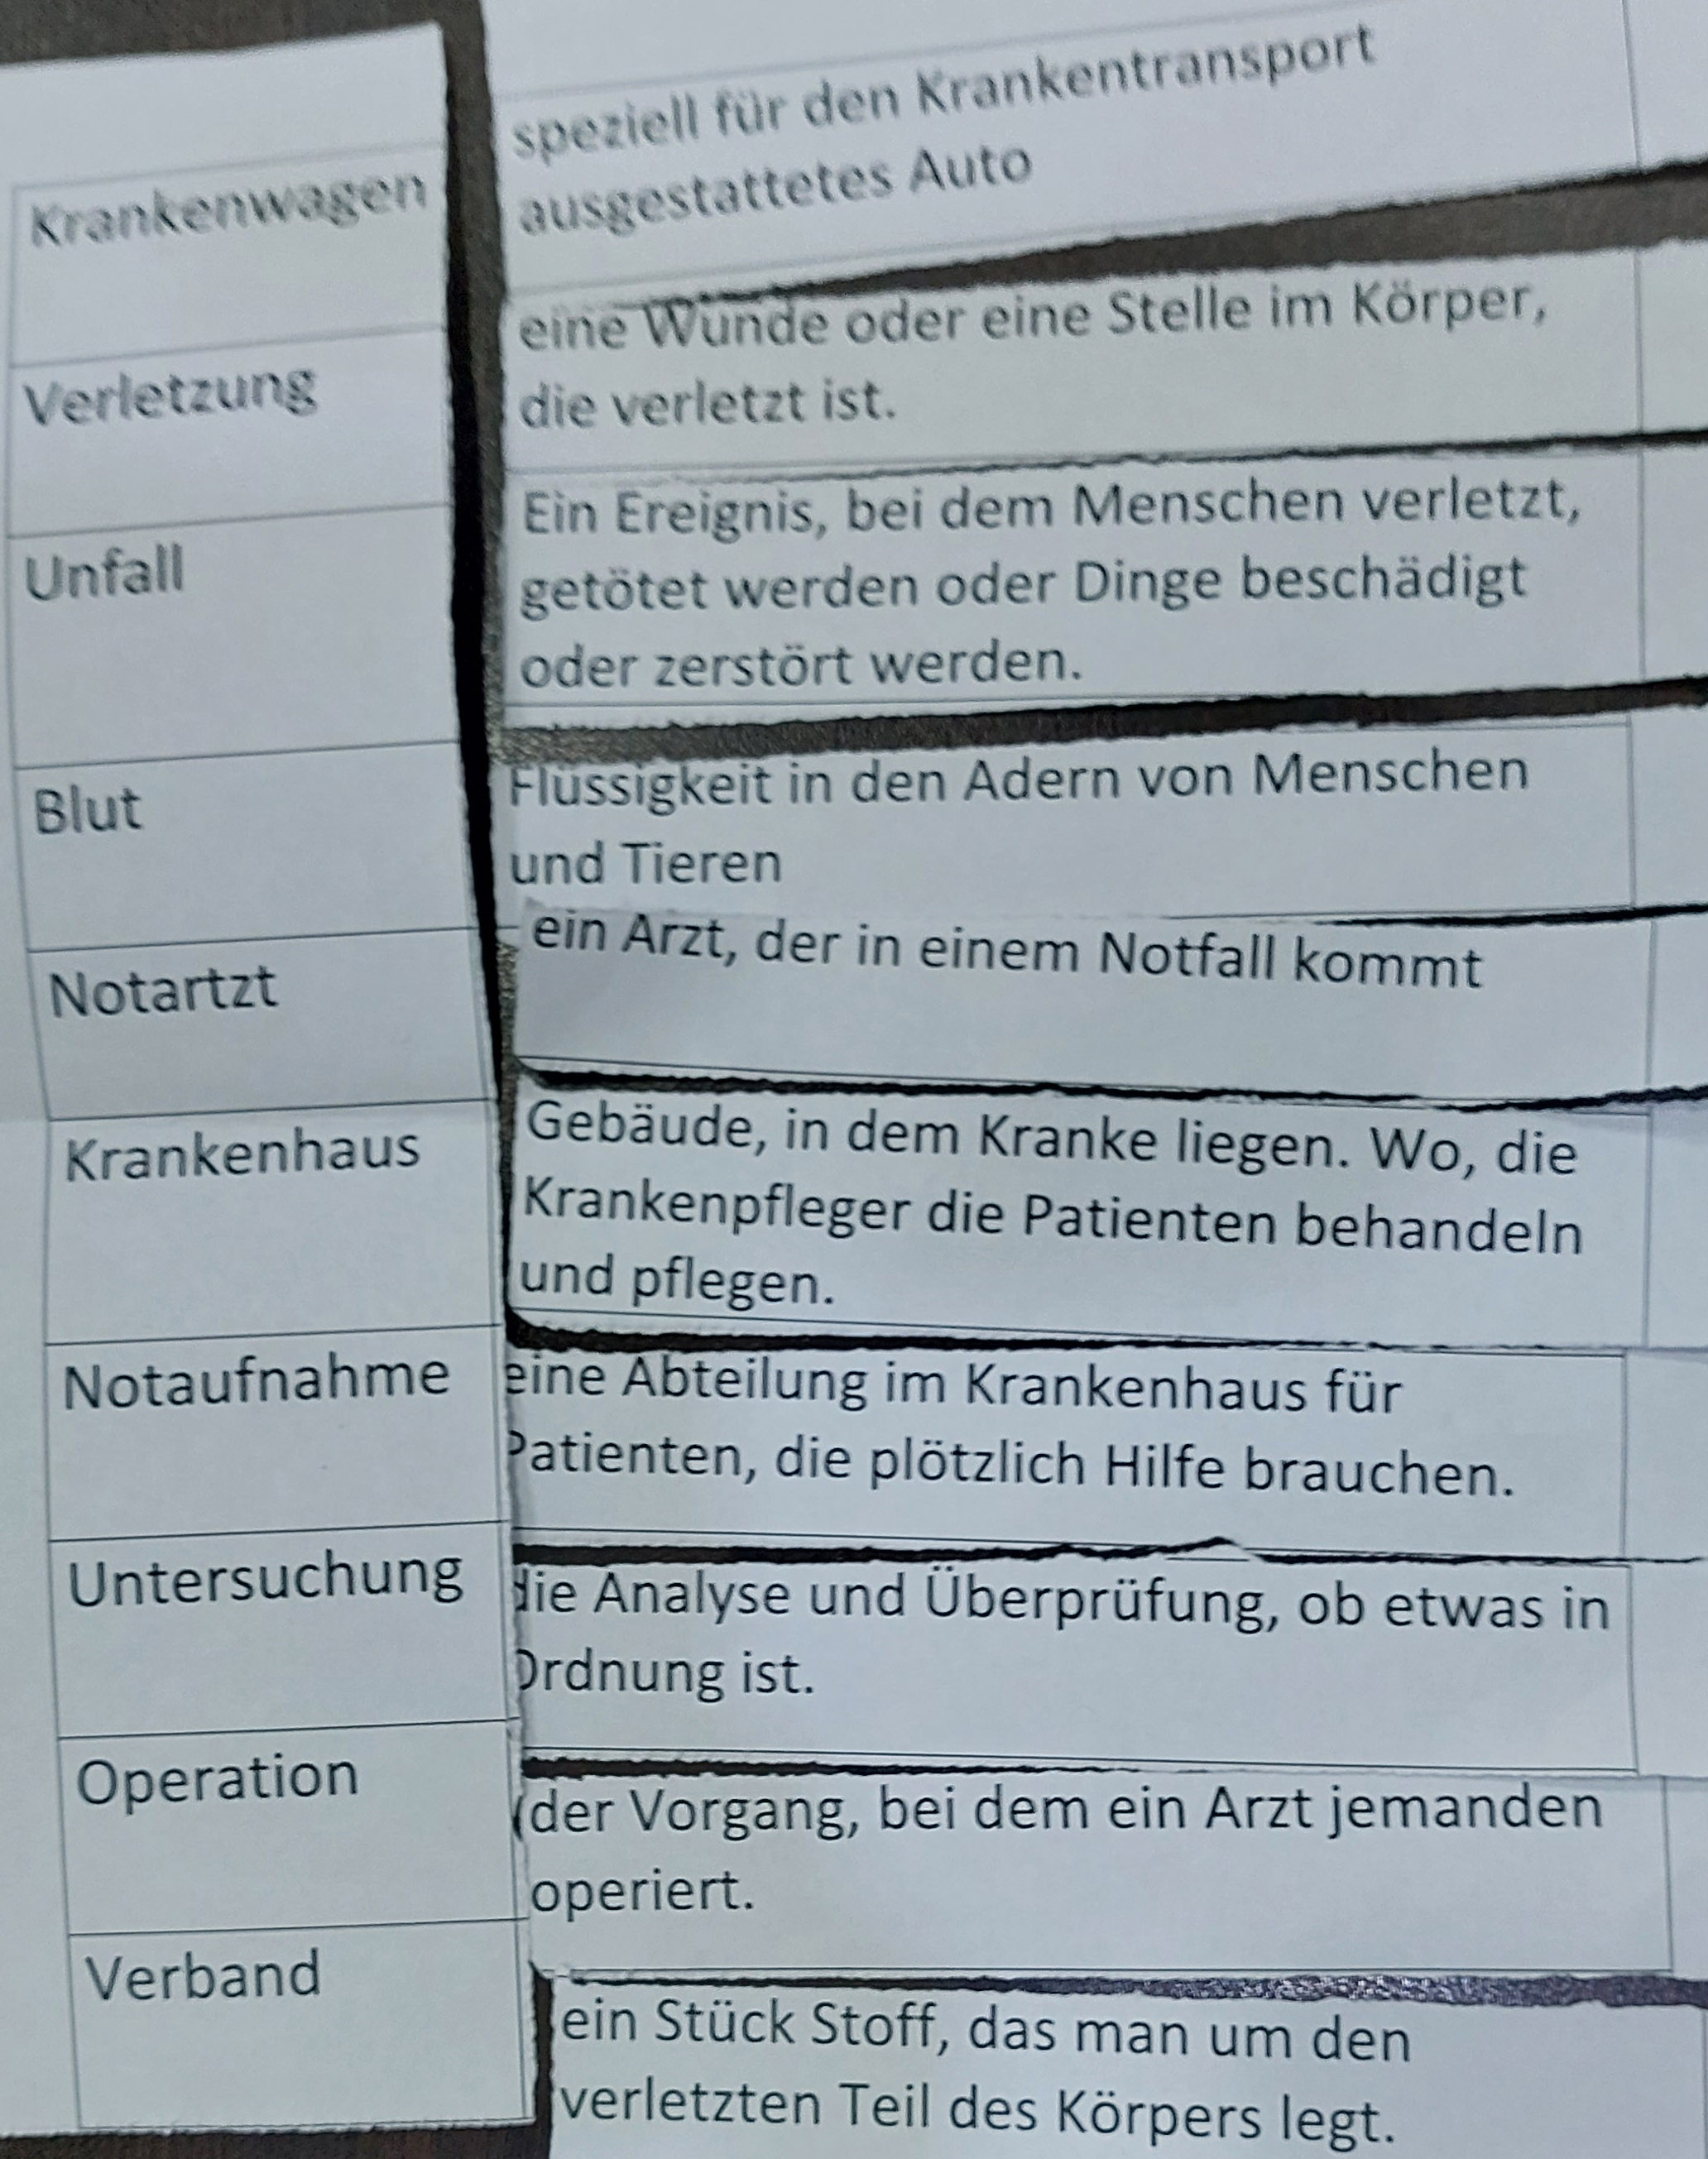 Krankenwagen
speziell für den Krankentransport
ausgestattetes Auto
Verletzung
eine Wunde oder eine Stelle im Körper,
die verletzt ist.
Unfall
Ein Ereignis, bei dem Menschen verletzt,
getötet werden oder Dinge beschädigt
oder zerstört werden.
Blut
Flüssigkeit in den Adern von Menschen
und Tieren
Notartzt
ein Arzt, der in einem Notfall kommt
Krankenhaus
Gebäude, in dem Kranke liegen. Wo, die
Krankenpfleger die Patienten behandeln
und pflegen.
Notaufnahme
eine Abteilung im Krankenhaus für
Patienten, die plötzlich Hilfe brauchen.
Untersuchung
die Analyse und Überprüfung, ob etwas in
Ordnung ist.
Operation
(der Vorgang, bei dem ein Arzt jemanden
operiert.
Verband
ein Stück Stoff, das man um den
verletzten Teil des Körpers legt.